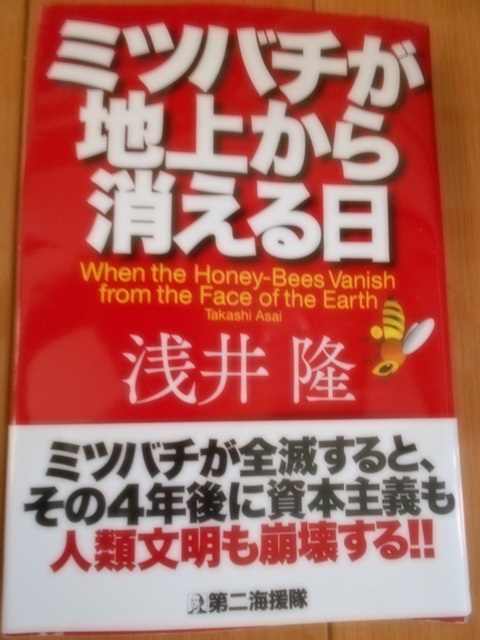 ミツバチが
地上から
消える日
When the Honey-Bees Vanish
from the Face of the Earth
Takashi Asai
浅井 隆
ミツバチが全滅すると、
その4年後に資本主義も
人類文明も崩壊する!!
第二海援隊